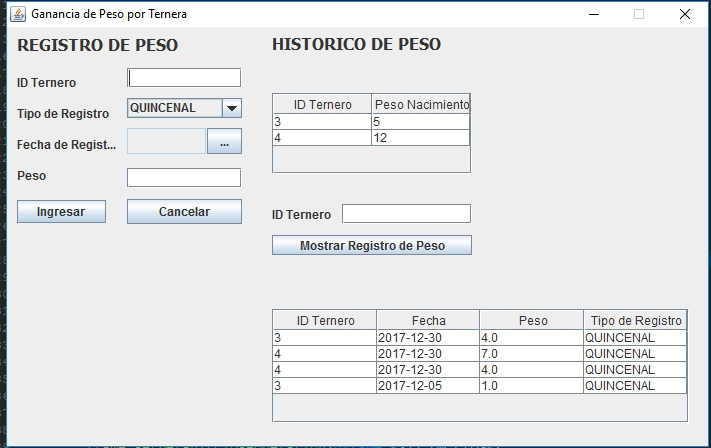 Ganancia de Peso por Ternera
REGISTRO DE PESO
ID Ternero
Tipo de Registro QUINCENAL
Fecha de Regist... ...
Peso
Ingresar Cancelar
HISTORICO DE PESO
ID Ternero Peso Nacimiento
3 5
4 12
ID Ternero
Mostrar Registro de Peso
ID Ternero Fecha Peso Tipo de Registro
3 2017-12-30 4.0 QUINCENAL
4 2017-12-30 7.0 QUINCENAL
4 2017-12-30 4.0 QUINCENAL
3 2017-12-05 1.0 QUINCENAL